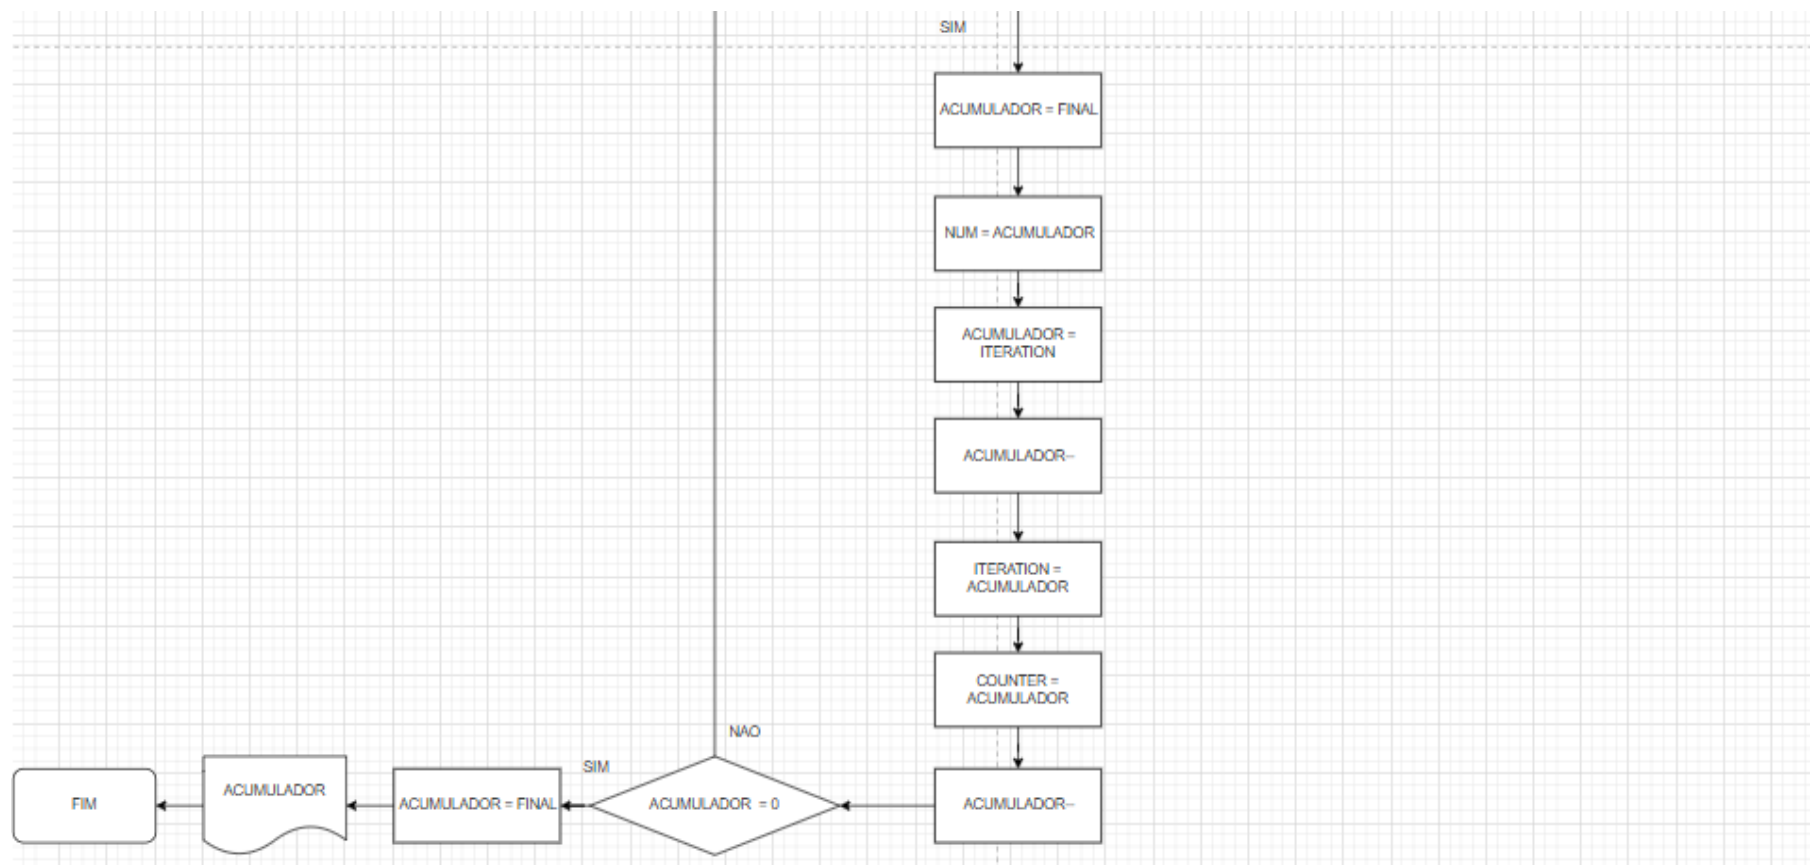 SIM
ACUMULADOR = FINAL
NUM = ACUMULADOR
ACUMULADOR =
ITERATION
ACUMULADOR--
ITERATION =
ACUMULADOR
COUNTER =
ACUMULADOR
ACUMULADOR--
NAO
ACUMULADOR = 0
SIM
ACUMULADOR = FINAL
ACUMULADOR
FIM